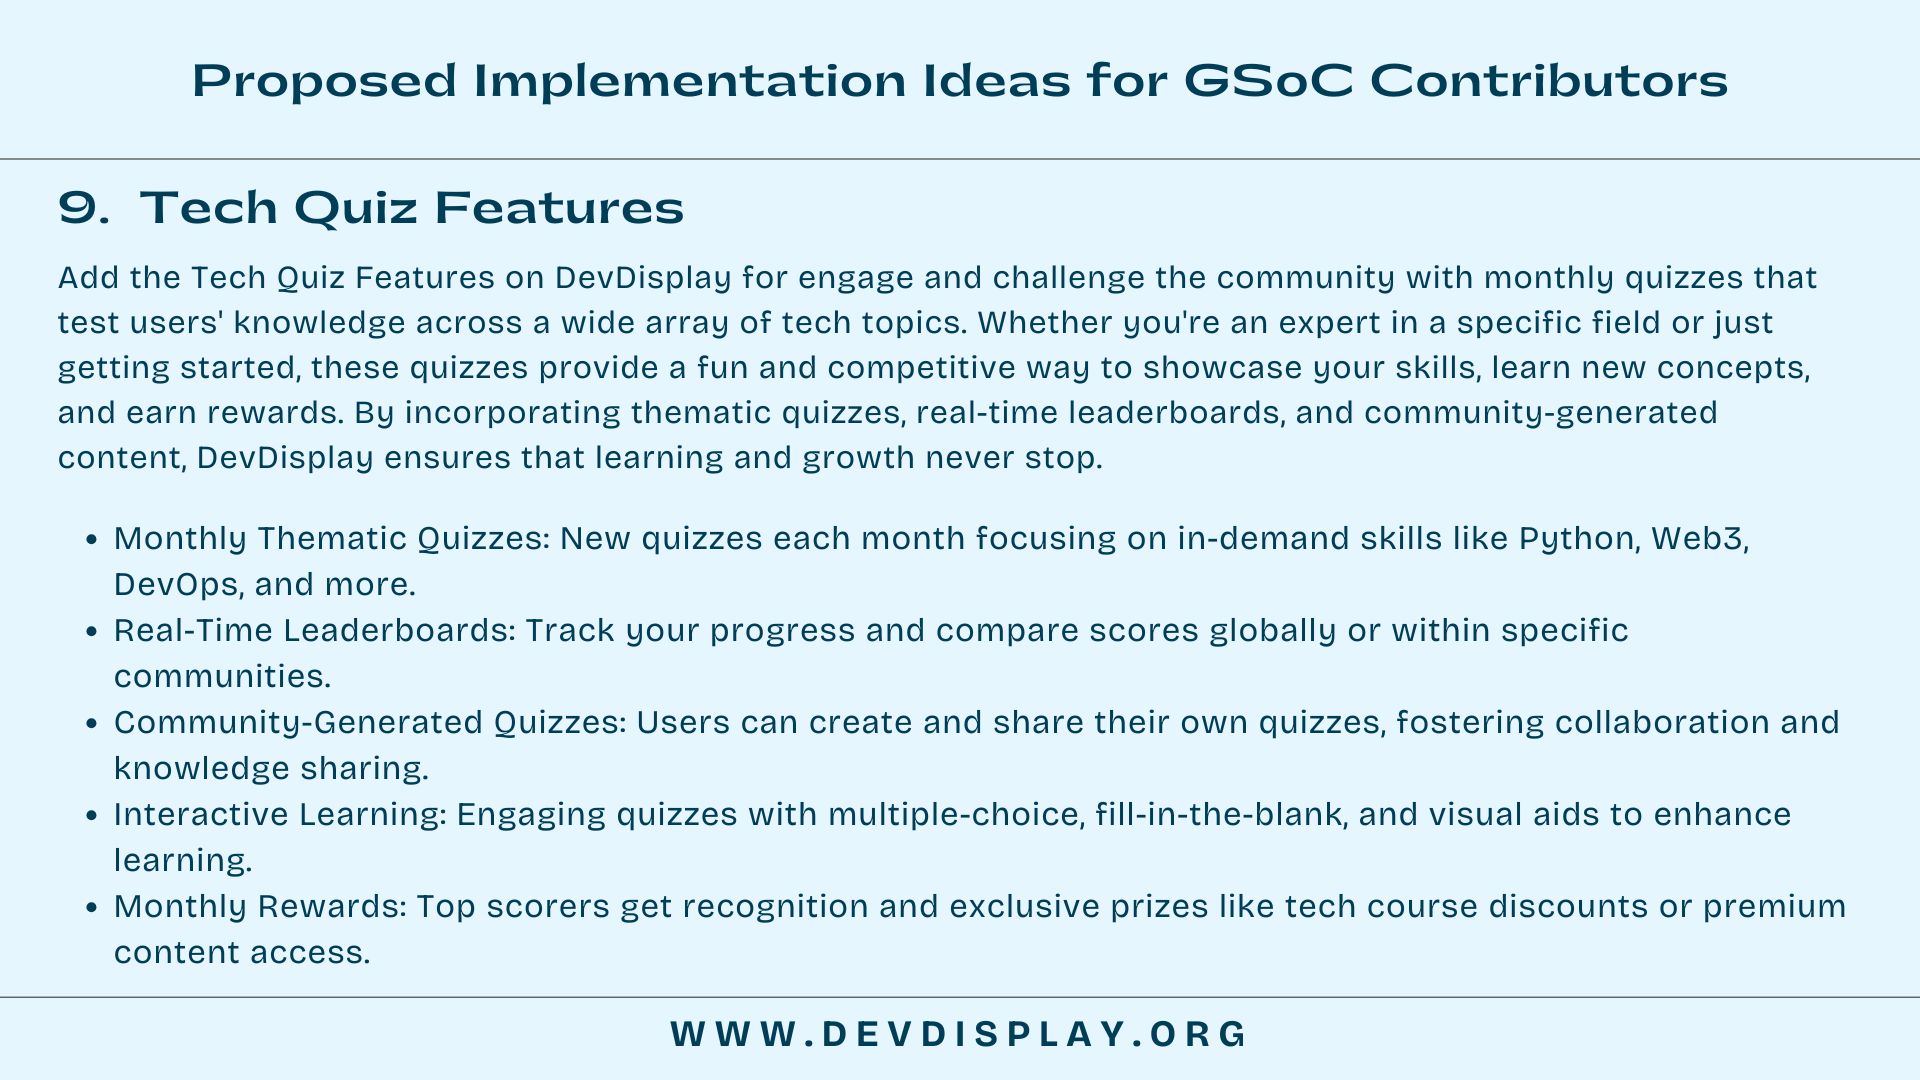 Proposed Implementation Ideas for GSoC Contributors
9. Tech Quiz Features
Add the Tech Quiz Features on DevDisplay for engage and challenge the community with monthly quizzes that
test users' knowledge across a wide array of tech topics. Whether you're an expert in a specific field or just
getting started, these quizzes provide a fun and competitive way to showcase your skills, learn new concepts,
and earn rewards. By incorporating thematic quizzes, real-time leaderboards, and community-generated
content, DevDisplay ensures that learning and growth never stop.
• Monthly Thematic Quizzes: New quizzes each month focusing on in-demand skills like Python, Web3,
DevOps, and more.
• Real-Time Leaderboards: Track your progress and compare scores globally or within specific
communities.
• Community-Generated Quizzes: Users can create and share their own quizzes, fostering collaboration and
knowledge sharing.
• Interactive Learning: Engaging quizzes with multiple-choice, fill-in-the-blank, and visual aids to enhance
learning.
• Monthly Rewards: Top scorers get recognition and exclusive prizes like tech course discounts or premium
content access.
WWW.DEVDISPLAY.ORG